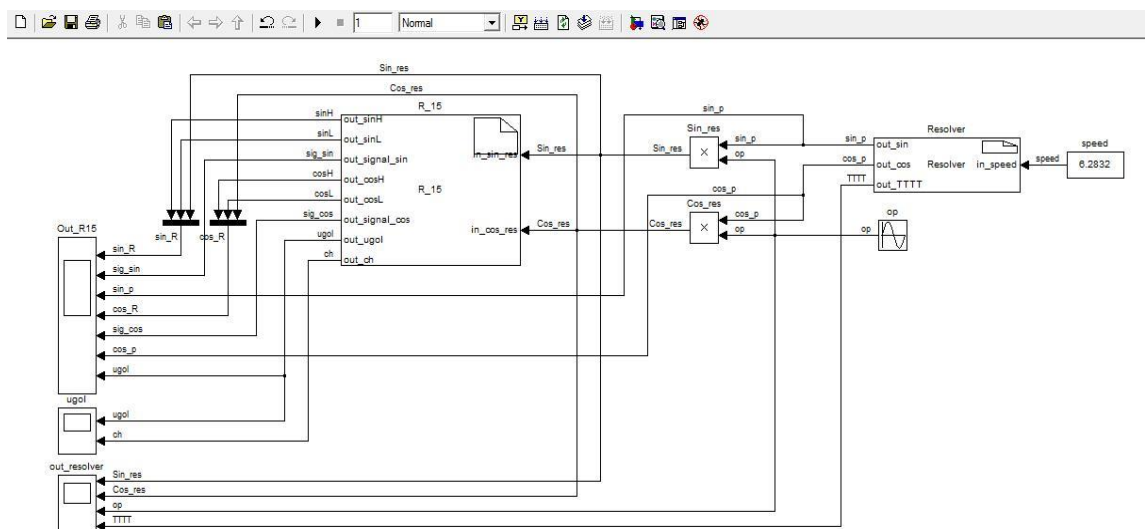 1 Normal
Sin_res
Cos_res
R_15
sin_p
Sin_res
Resolver
speed
sinH
out_sinH
sinL
out_sinL
in_sin_res
Sin_res
Sin_res
sin_p
op
sin_p
out_sin
sig_sin
out_signal_sin
cos_p
out_cos
Resolver
in_speed
speed
6.2832
cosH
out_cosH
R_15
TTTT
out_TTTT
cosL
out_cosL
cos_p
Cos_res
sig_cos
out_signal_cos
in_cos_res
Cos_res
Cos_res
cos_p
op
op
op
ugol
out_ugol
ch
out_ch
Out_R15
sin_R
cos_R
sin_R
sig_sin
sin_p
cos_R
sig_cos
cos_p
ugol
ugol
ugol
ch
out_resolver
Sin_res
Cos_res
op
TTTT